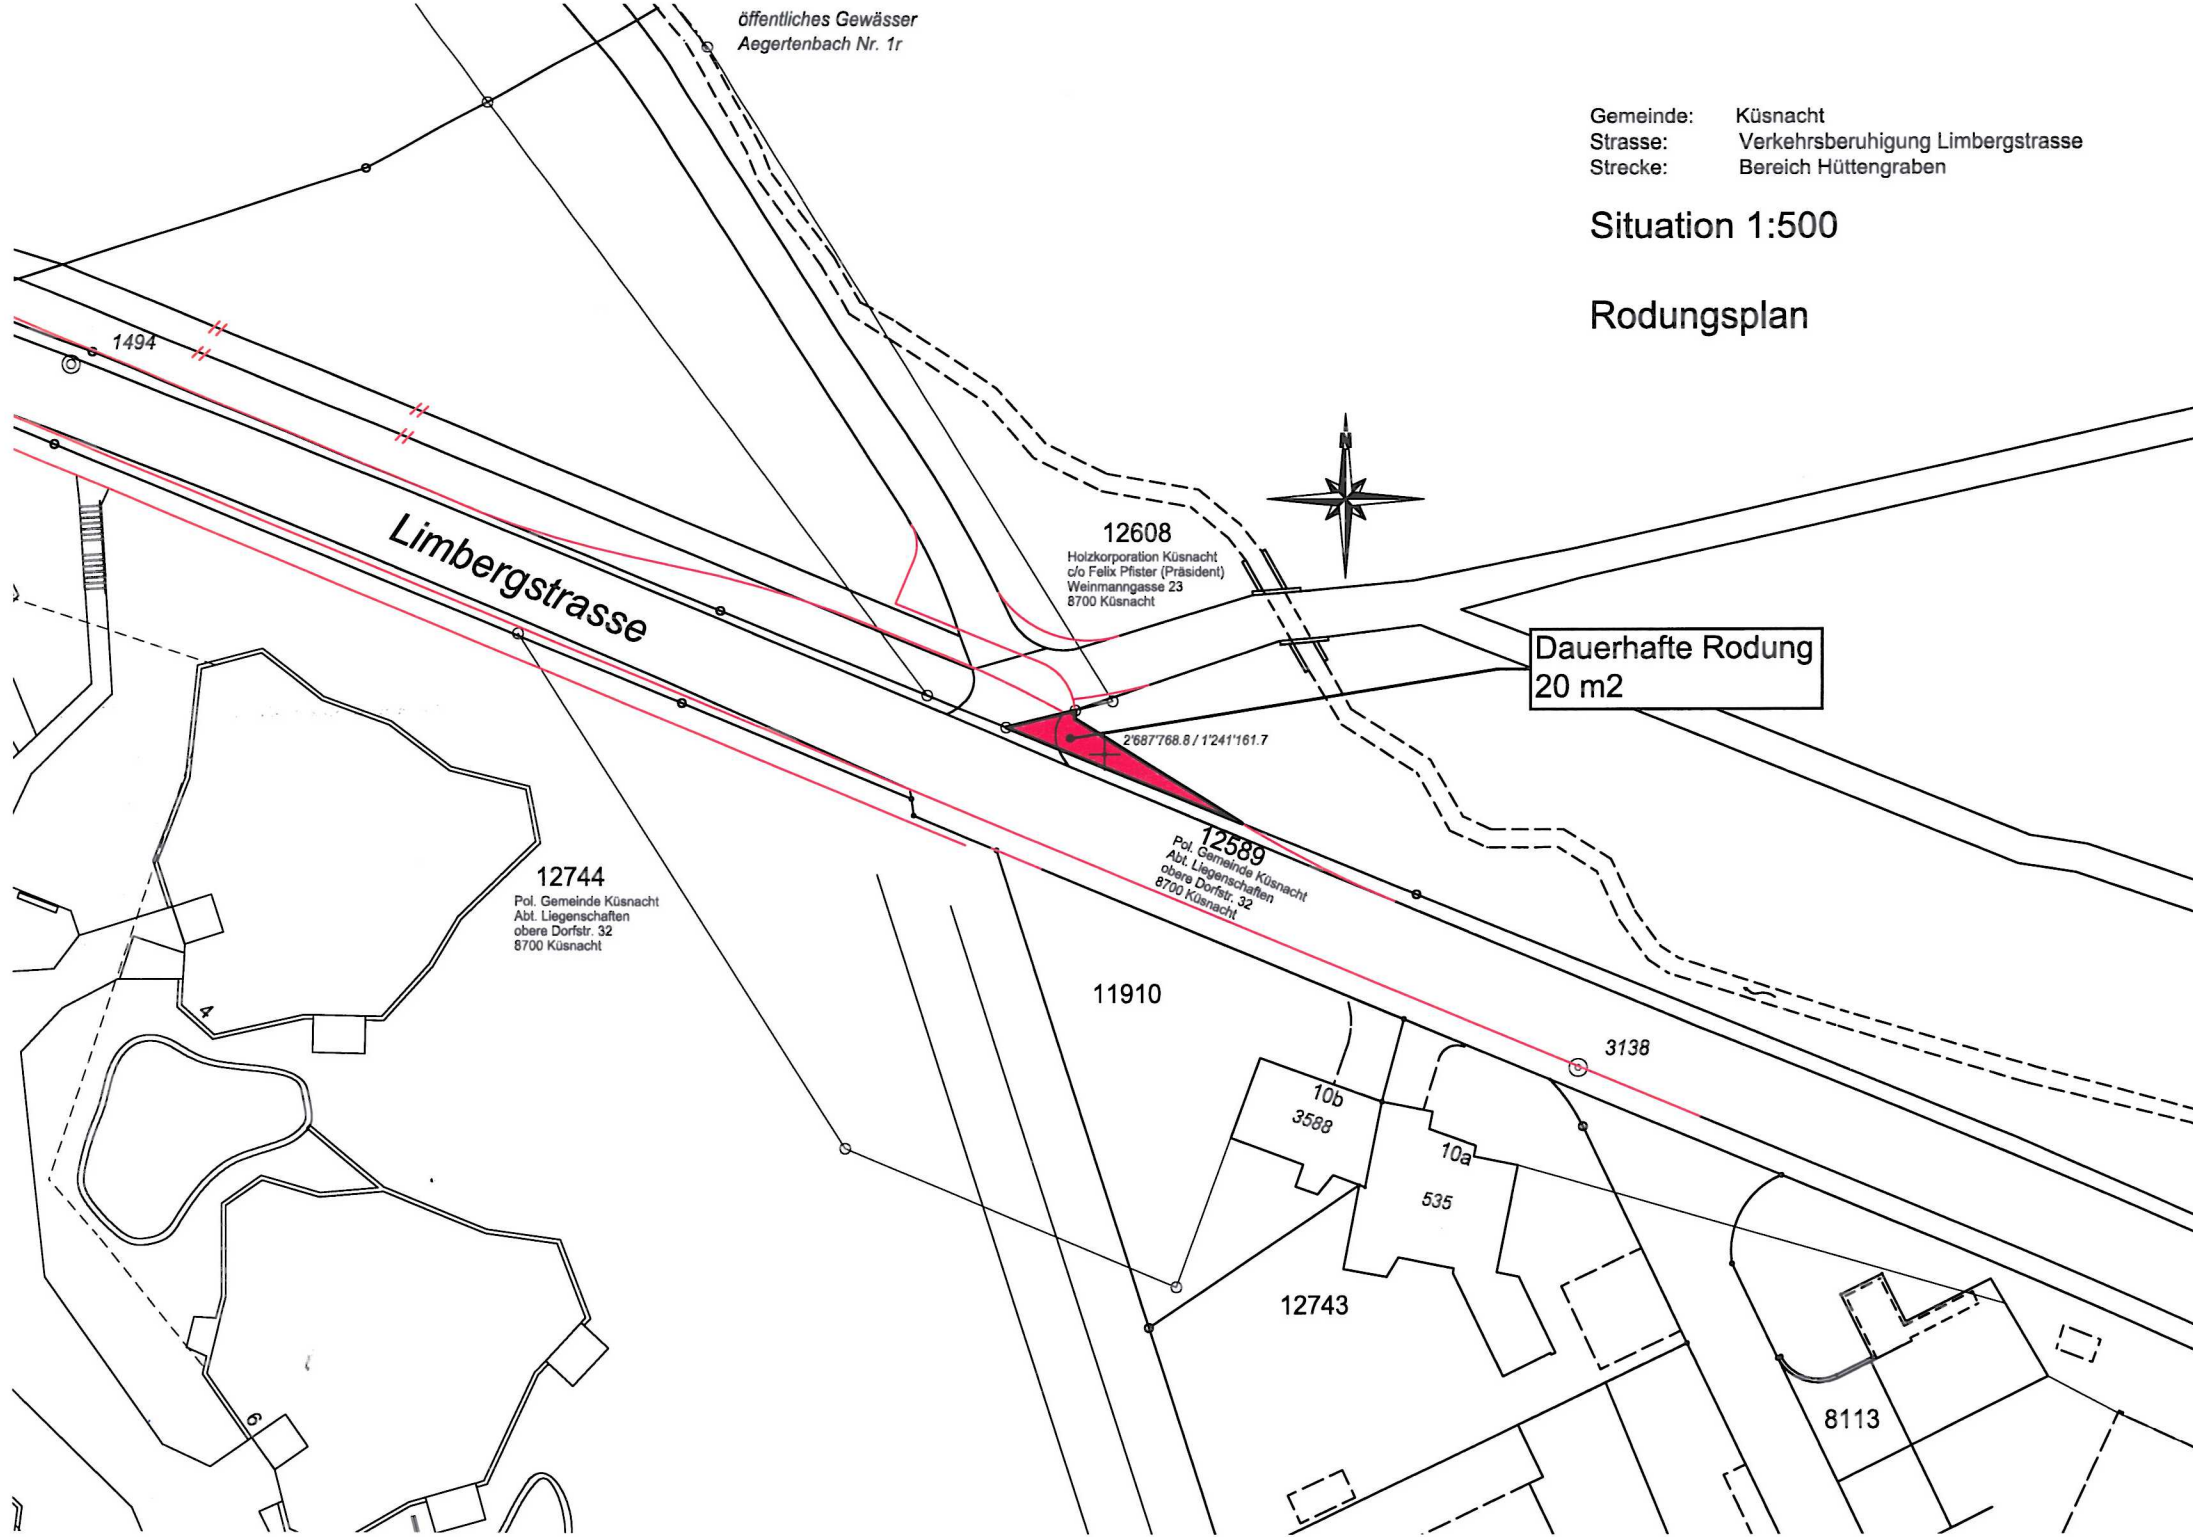 öffentliches Gewässer
Aegertenbach Nr. 1r
Gemeinde: Küsnacht
Strasse: Verkehrsberuhigung Limbergstrasse
Strecke: Bereich Hüttengraben
Situation 1:500
Rodungsplan
1494
N
Limbergstrasse
12608
Holzkorporation Küsnacht
c/o Felix Pfister (Präsident)
Weinmanngasse 23
8700 Küsnacht
Dauerhafte Rodung
20 m2
2'687'768.8 / 1'241'161.7
12589
Pol. Gemeinde Küsnacht
Abt. Liegenschaften
obere Dorfstr. 32
8700 Küsnacht
12744
Pol. Gemeinde Küsnacht
Abt. Liegenschaften
obere Dorfstr. 32
8700 Küsnacht
11910
4
3138
10b
3588
10a
535
12743
8113
6